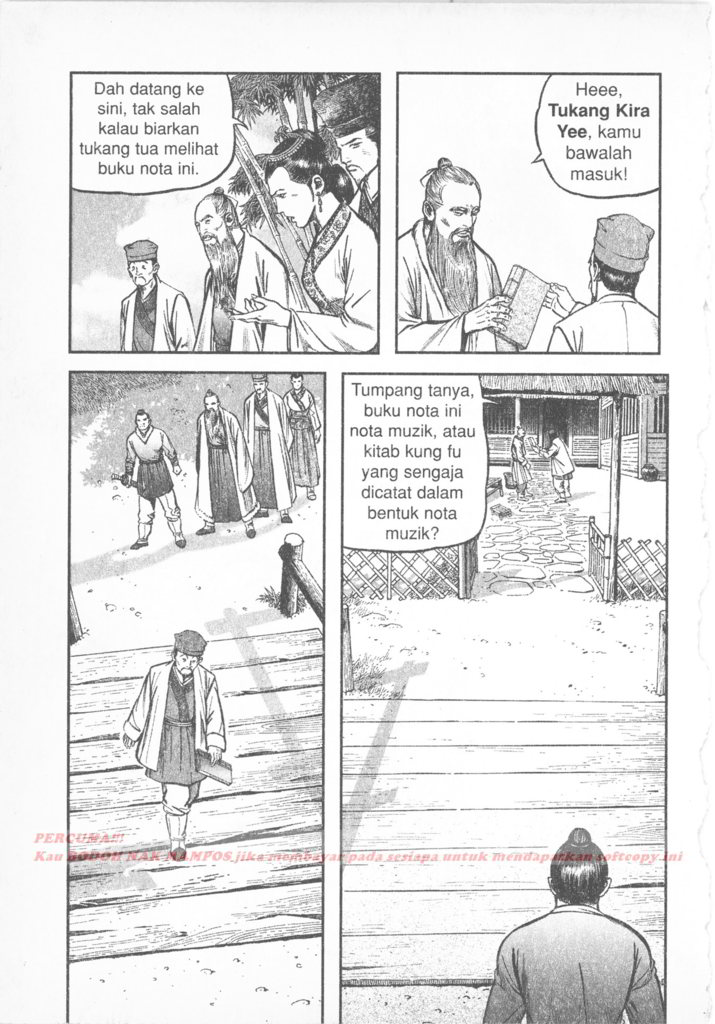 Dah datang ke
sini, tak salah
kalau biarkan
tukang tua melihat
buku nota ini.
Heee,
Tukang Kira
Yee, kamu
bawalah
masuk!
Tumpang tanya,
buku nota ini
nota muzik, atau
kitab kung fu
yang sengaja
dicatat dalam
bentuk nota
muzik?
PERCUMA!!!
Kau BODOH NAK MAMPOS jika membayar pada sesiapa untuk mendapatkan softcopy ini